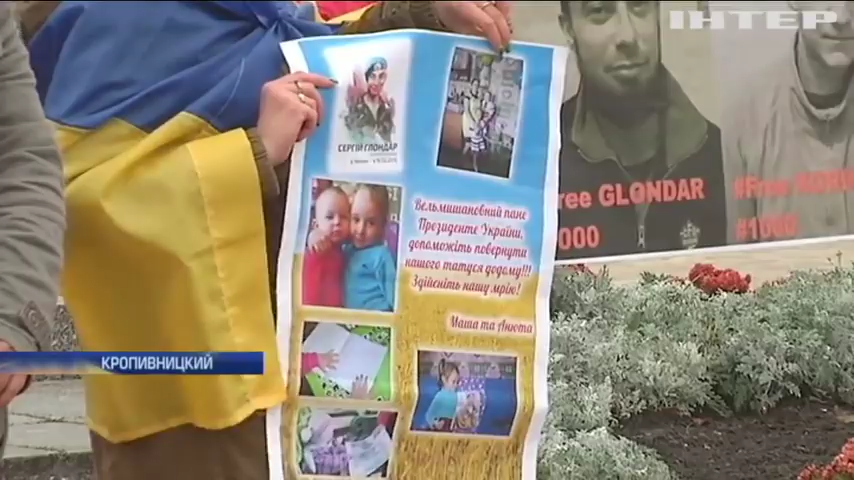 ІНТЕР
СЕРГІЙ ГЛОНДАР
Вельмишановний пане
Президенте України,
допоможіть повернути
нашого татуся додому!!!
Здійсніть нашу мрію!
Маша та Анюта
ree GLONDAR
000
#Free
#1000
КРОПИВНИЦКИЙ